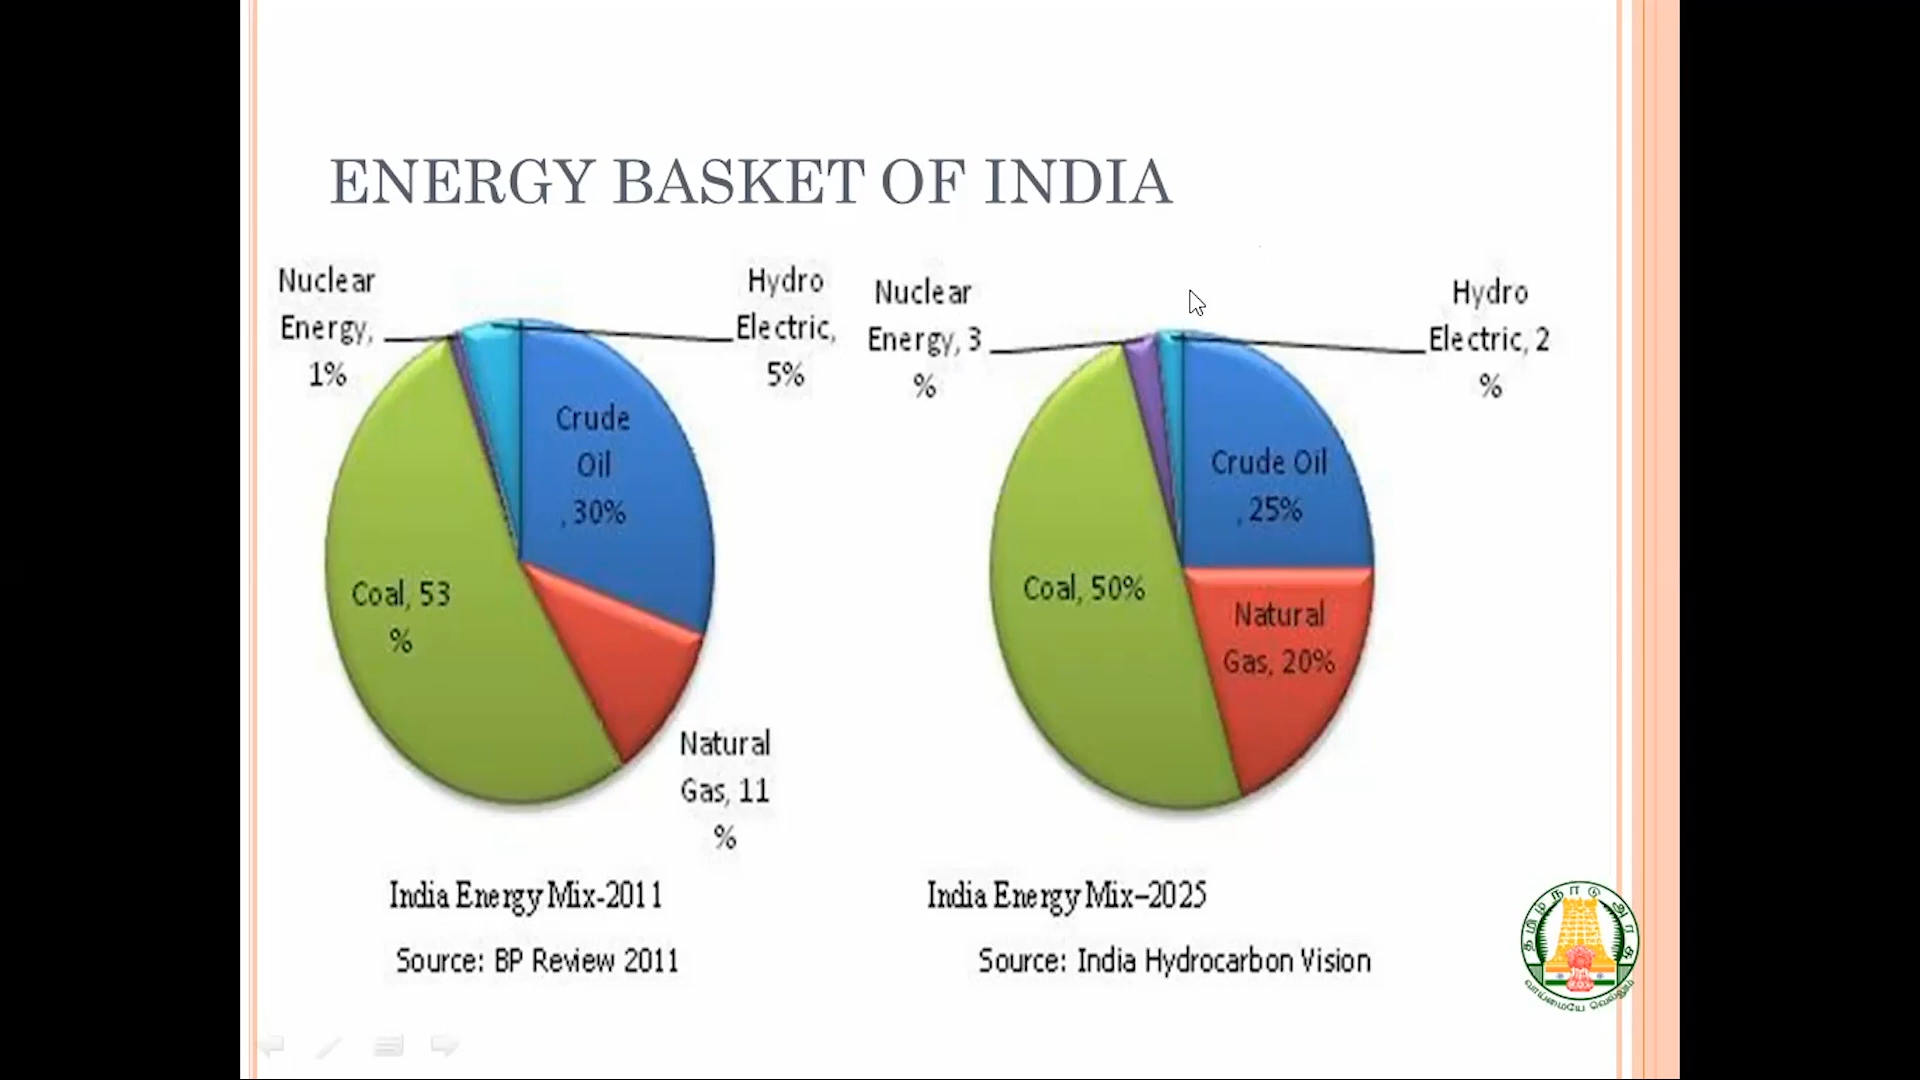 ENERGY BASKET OF INDIA
Nuclear
Energy,
1%
Hydro
Electric,
5%
Crude
Oil
, 30%
Coal, 53
%
Natural
Gas, 11
%
India Energy Mix-2011
Source: BP Review 2011
Nuclear
Energy, 3
%
Hydro
Electric, 2
%
Crude Oil
, 25%
Coal, 50%
Natural
Gas, 20%
India Energy Mix–2025
Source: India Hydrocarbon Vision
தமிழ்நாடு அரசு
வாய்மையே வெல்லும்